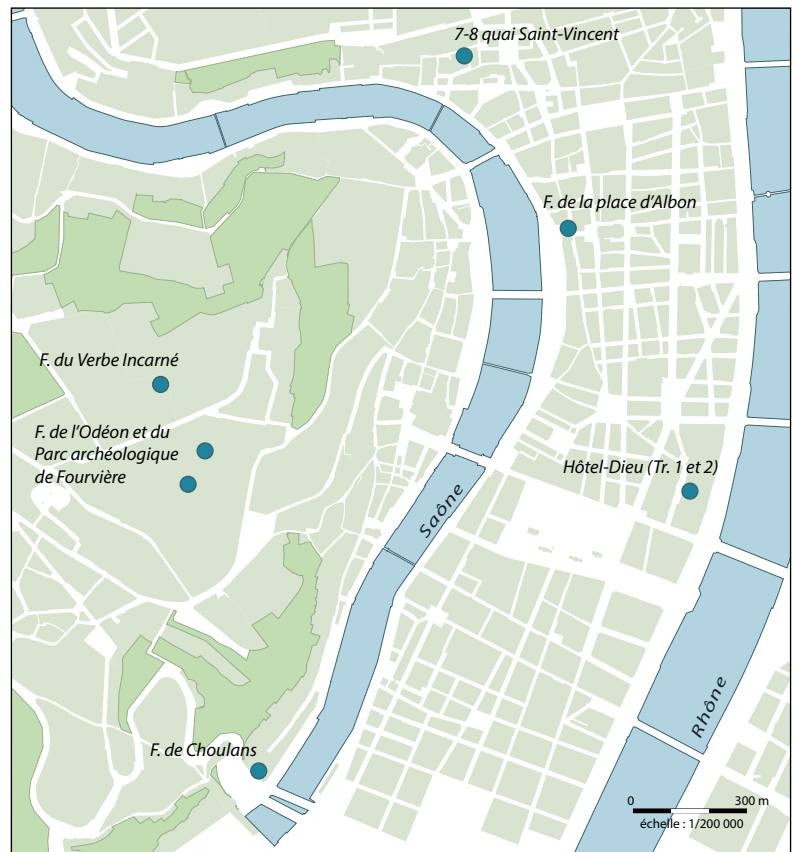 7-8 quai Saint-Vincent
F. de la place d'Albon
F. du Verbe Incarné
F. de l'Odéon et du
Parc archéologique
de Fourvière
Hôtel-Dieu (Tr. 1 et 2)
Saône
Rhône
F. de Choulans
0 300 m
échelle : 1/200 000